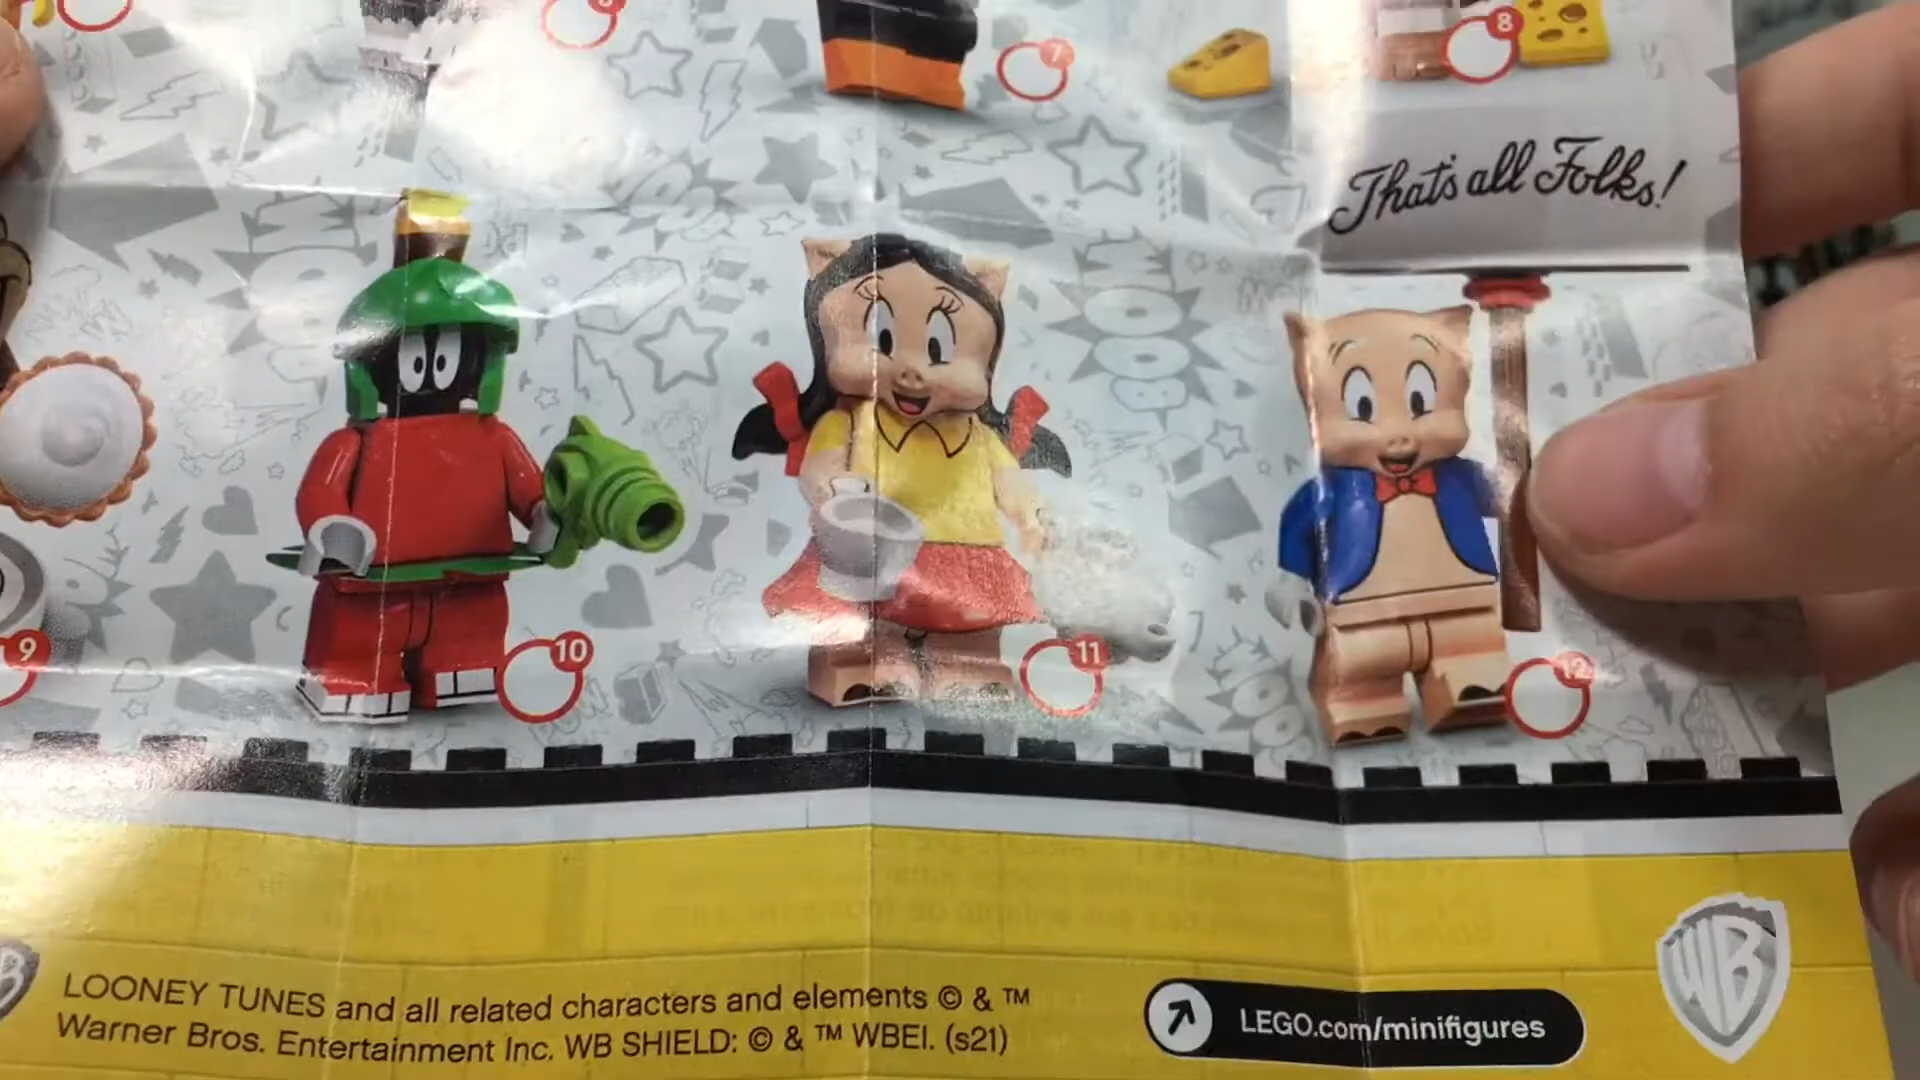 6
7
8
That's all Folks!
9
10
11
12
LOONEY TUNES and all related characters and elements © & ™
Warner Bros. Entertainment Inc. WB SHIELD: © & ™ WBEI. (s21)
LEGO.com/minifigures
WB